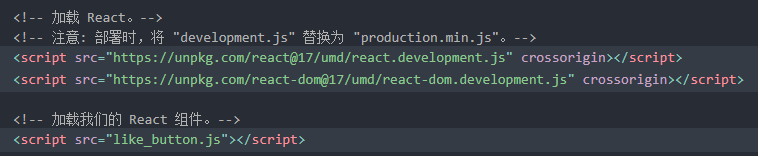 <!-- 加载 React。-->
<!-- 注意: 部署时，将 "development.js" 替换为 "production.min.js"。-->
<script src="https://unpkg.com/react@17/umd/react.development.js" crossorigin></script>
<script src="https://unpkg.com/react-dom@17/umd/react-dom.development.js" crossorigin></script>
<!-- 加载我们的 React 组件。-->
<script src="like_button.js"></script>